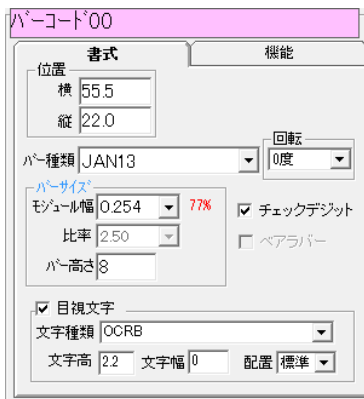 バーコード00
書式 機能
位置
横 55.5
縦 22.0
回転
バー種類 JAN13 0度
バーサイズ
モジュール幅 0.254 77% チェックデジット
比率 2.50 ベアラバー
バー高さ 8
目視文字
文字種類 OCRB
文字高 2.2 文字幅 0 配置 標準